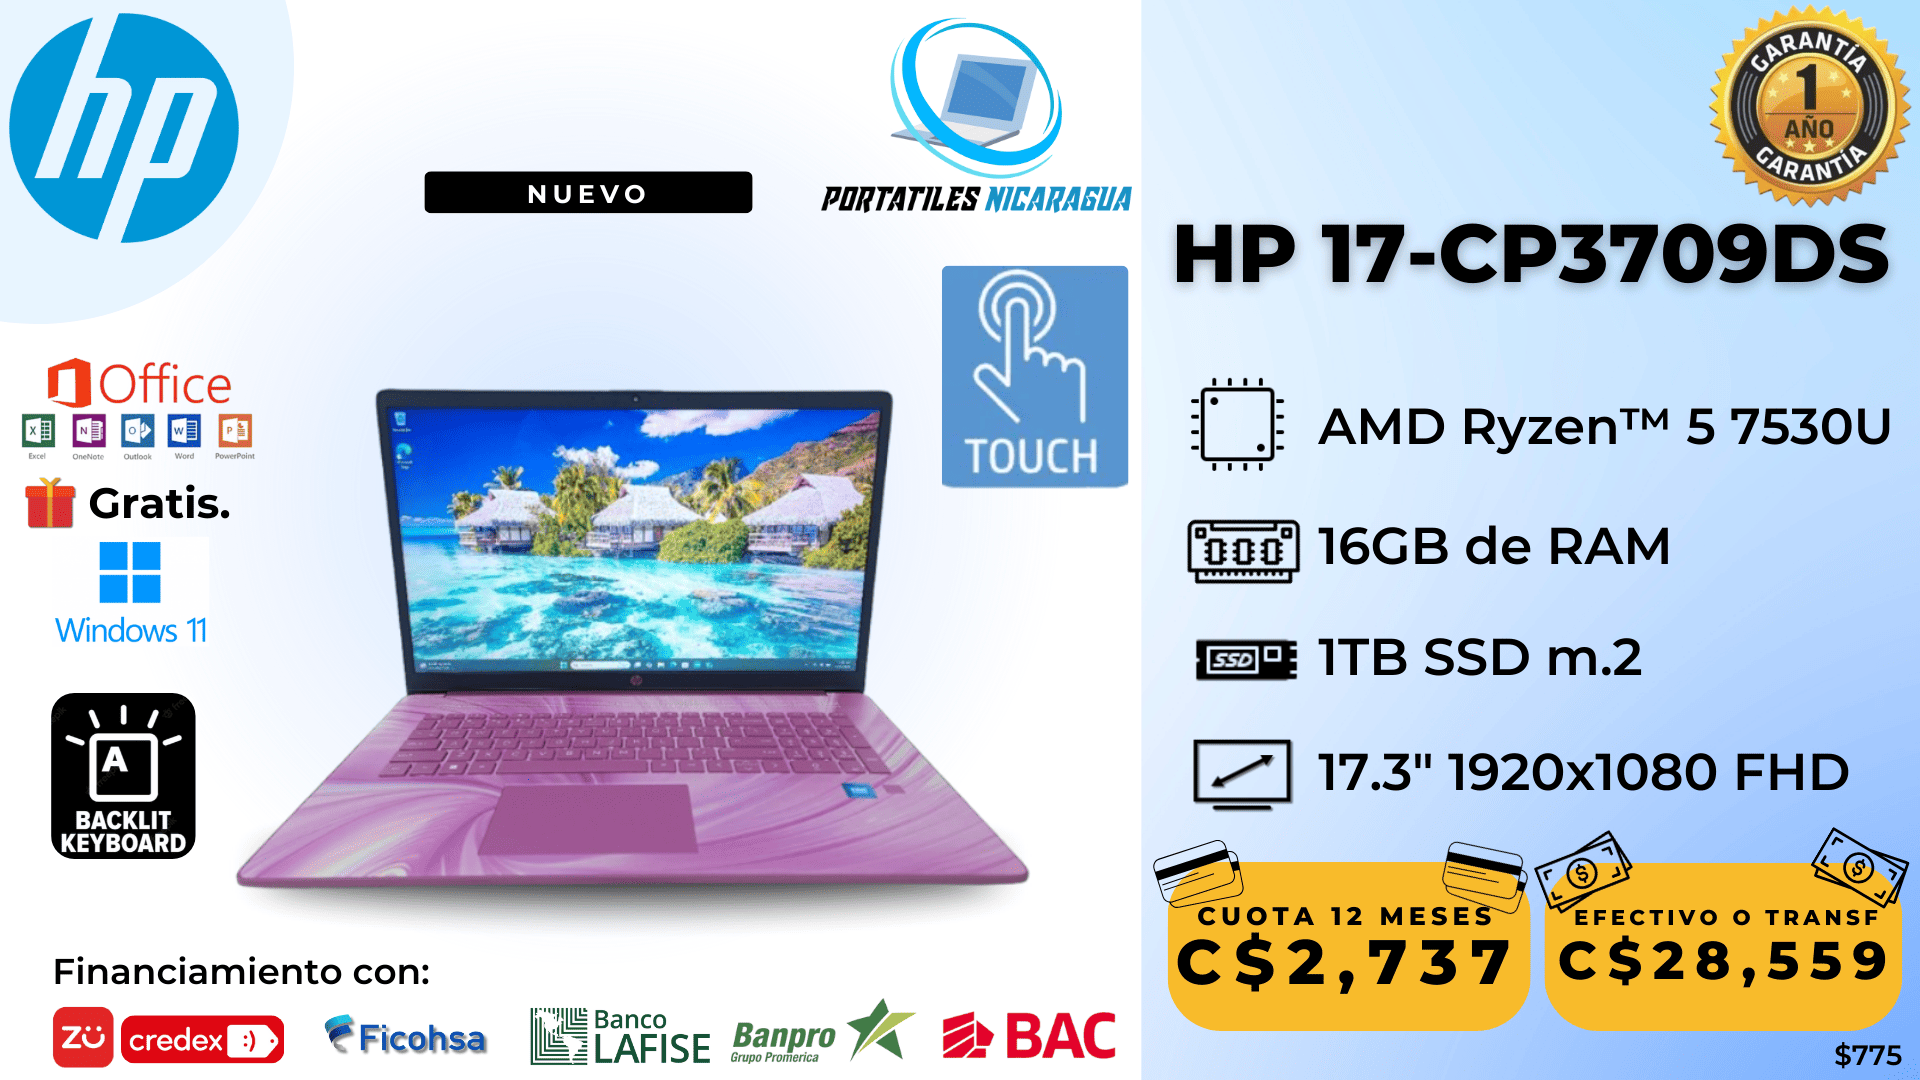 hp
NUEVO
PORTATILES NICARAGUA
GARANTÍA
1
AÑO
GARANTÍA
HP 17-CP3709DS
TOUCH
Office
Excel
OneNote
Outlook
Word
PowerPoint
Gratis.
Windows 11
A
BACKLIT
KEYBOARD
AMD Ryzen™ 5 7530U
16GB de RAM
SSD
1TB SSD m.2
17.3" 1920x1080 FHD
CUOTA 12 MESES
C$2,737
EFECTIVO O TRANSF
C$28,559
$775
Financiamiento con:
zü
credex :)
Ficohsa
Banco
LAFISE
Banpro
Grupo Promerica
BAC